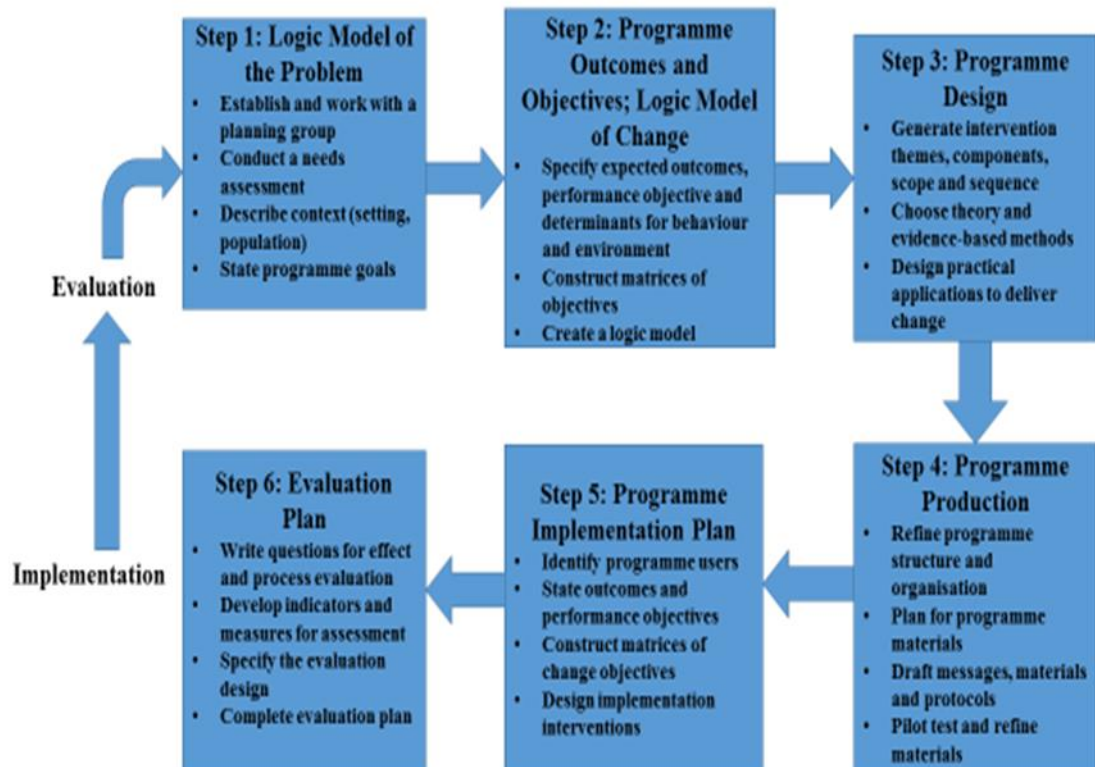 Step 1: Logic Model of
the Problem
• Establish and work with a
planning group
• Conduct a needs
assessment
• Describe context (setting,
population)
• State programme goals
Step 2: Programme
Outcomes and
Objectives; Logic Model
of Change
• Specify expected outcomes,
performance objective and
determinants for behaviour
and environment
• Construct matrices of
objectives
• Create a logic model
Step 3: Programme
Design
• Generate intervention
themes, components,
scope and sequence
• Choose theory and
evidence-based methods
• Design practical
applications to deliver
change
Step 4: Programme
Production
• Refine programme
structure and
organisation
• Plan for programme
materials
• Draft messages, materials
and protocols
• Pilot test and refine
materials
Step 5: Programme
Implementation Plan
• Identify programme users
• State outcomes and
performance objectives
• Construct matrices of
change objectives
• Design implementation
interventions
Step 6: Evaluation
Plan
• Write questions for effect
and process evaluation
• Develop indicators and
measures for assessment
• Specify the evaluation
design
• Complete evaluation plan
Implementation
Evaluation